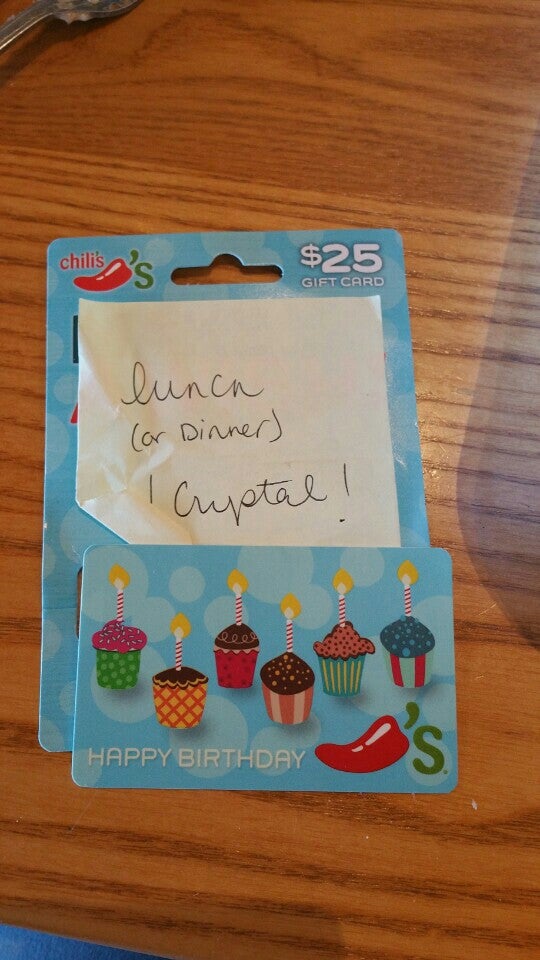 chili's 's
$25
GIFT CARD
lunch
(or Dinner)
! Crystal!
HAPPY BIRTHDAY 's